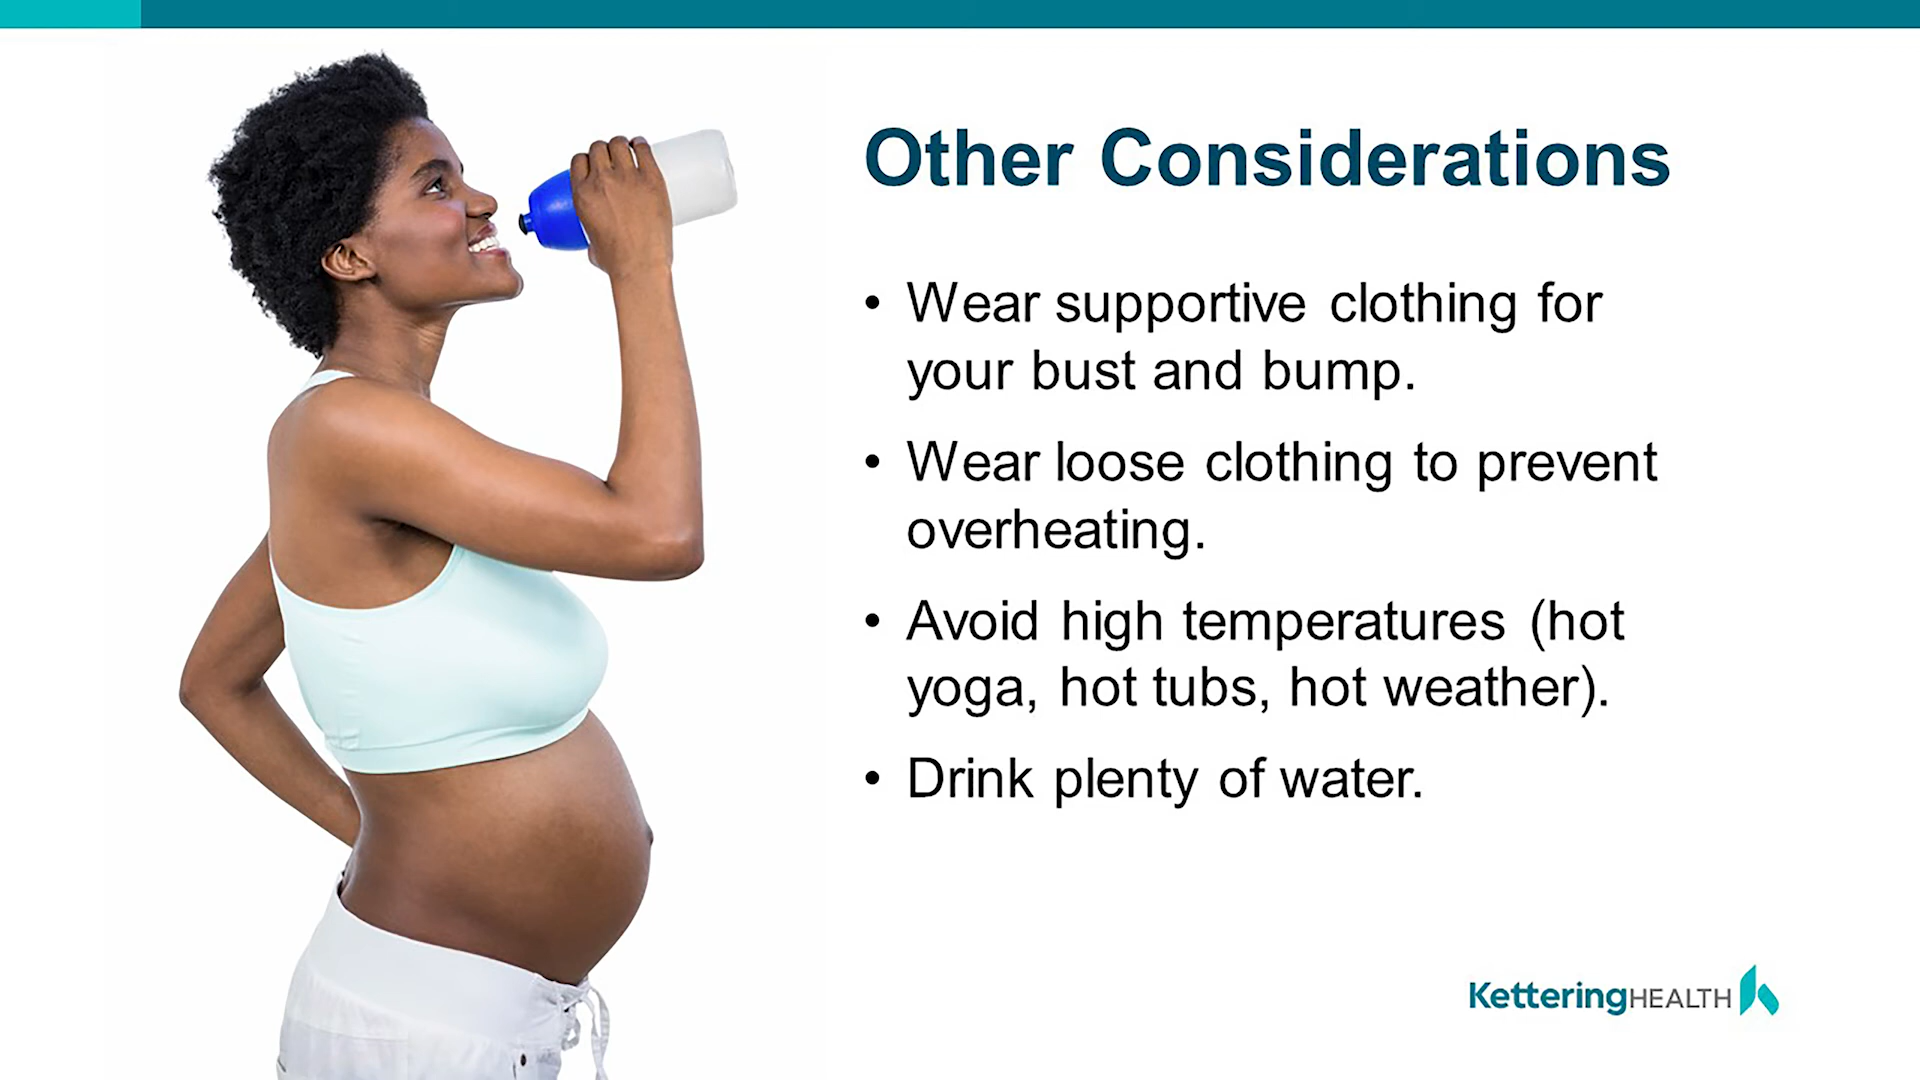 Other Considerations
• Wear supportive clothing for
your bust and bump.
• Wear loose clothing to prevent
overheating.
• Avoid high temperatures (hot
yoga, hot tubs, hot weather).
• Drink plenty of water.
KetteringHEALTH